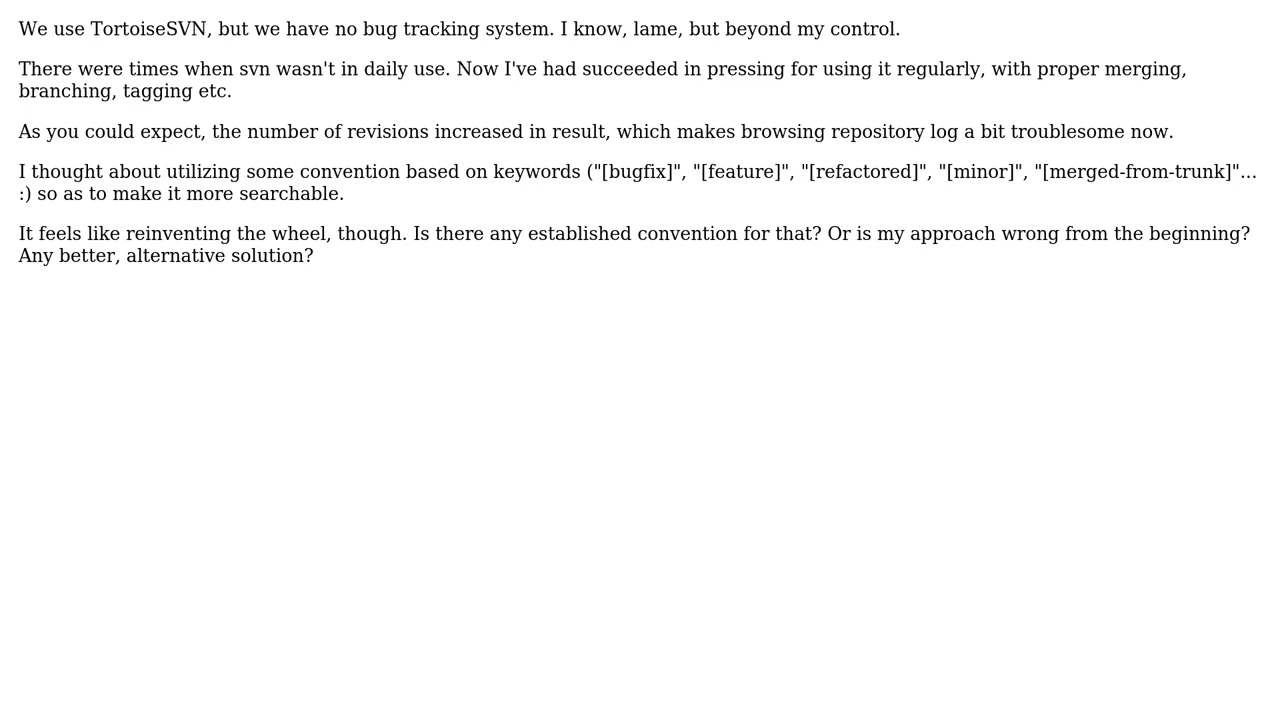 We use TortoiseSVN, but we have no bug tracking system. I know, lame, but beyond my control.
There were times when svn wasn't in daily use. Now I've had succeeded in pressing for using it regularly, with proper merging,
branching, tagging etc.
As you could expect, the number of revisions increased in result, which makes browsing repository log a bit troublesome now.
I thought about utilizing some convention based on keywords ("[bugfix]", "[feature]", "[refactored]", "[minor]", "[merged-from-trunk]"...
:) so as to make it more searchable.
It feels like reinventing the wheel, though. Is there any established convention for that? Or is my approach wrong from the beginning?
Any better, alternative solution?